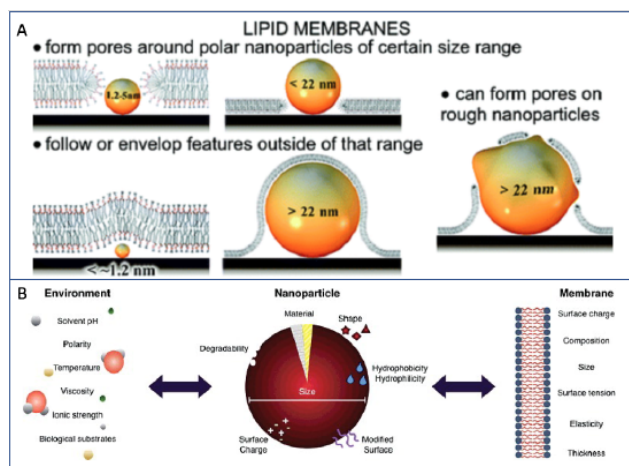 A
LIPID MEMBRANES
• form pores around polar nanoparticles of certain size range
1.2-5nm
< 22 nm
• can form pores on
rough nanoparticles
• follow or envelop features outside of that range
< ~1.2 nm
> 22 nm
> 22 nm
B
Environment
Solvent pH
Polarity
Temperature
Viscosity
Ionic strength
Biological substrates
Nanoparticle
Material
Shape
Degradability
Hydrophobicity
Hydrophilicity
Size
Surface
Charge
Modified
Surface
Membrane
Surface charge
Composition
Size
Surface tension
Elasticity
Thickness